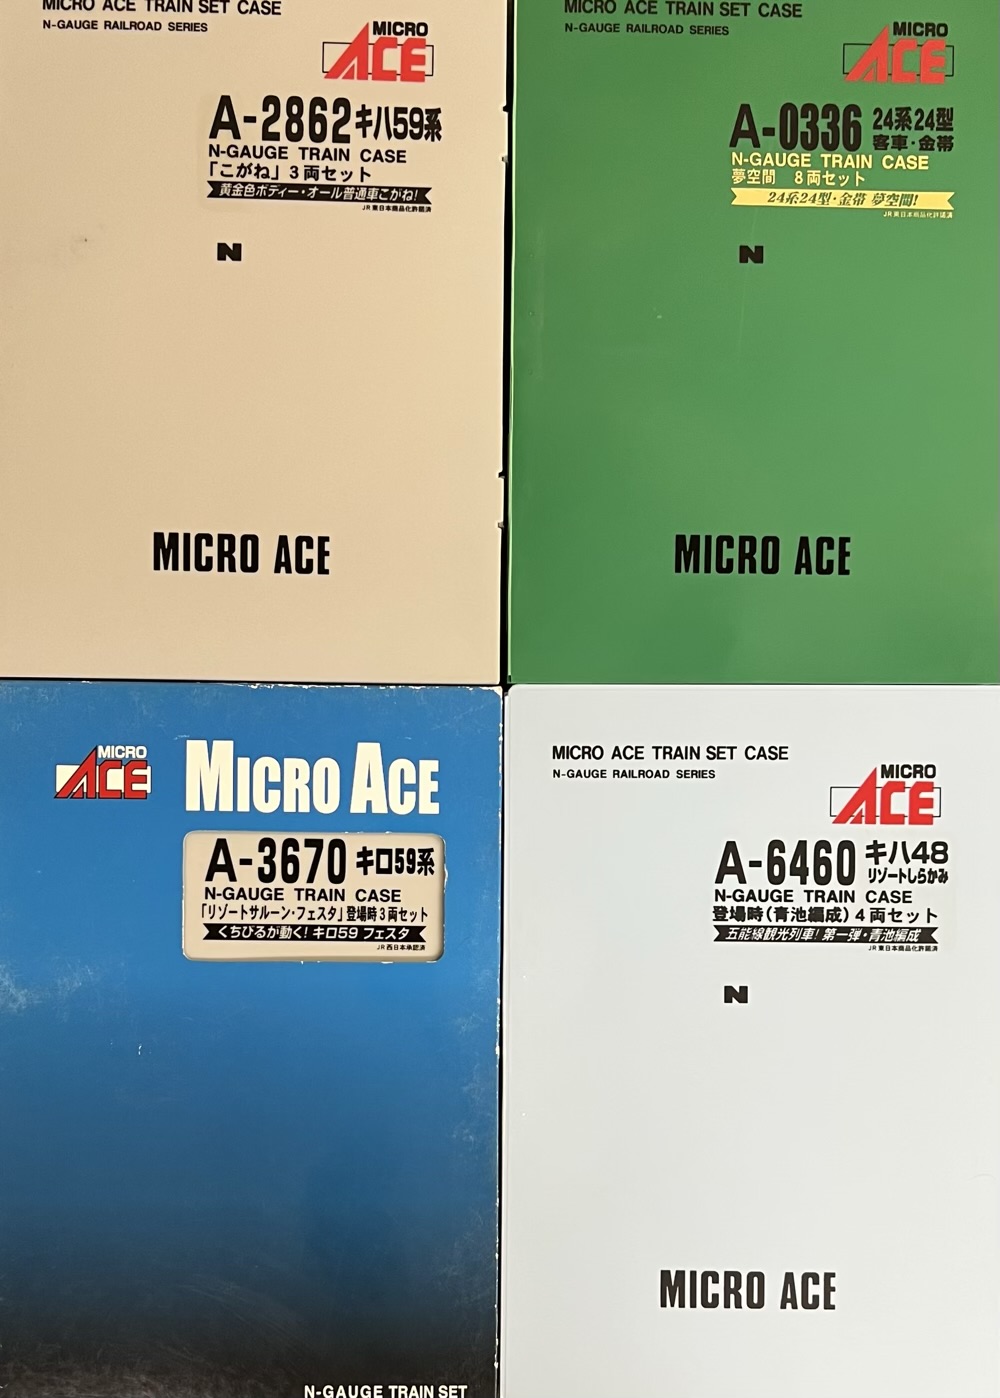 MICRO ACE TRAIN SET CASE
N-GAUGE RAILROAD SERIES
MICRO
ACE
A-2862 キハ59系
N-GAUGE TRAIN CASE
「こがね」3両セット
黄金色ボディー・オール普通車こがね!
JR東日本商品化許諾済
N
MICRO ACE
MICRO ACE TRAIN SET CASE
N-GAUGE RAILROAD SERIES
MICRO
ACE
A-0336 24系24型
客車・金帯
N-GAUGE TRAIN CASE
夢空間 8両セット
24系24型・金帯 夢空間!
JR東日本商品化許諾済
N
MICRO ACE
MICRO
ACE
MICRO ACE
A-3670 キロ59系
N-GAUGE TRAIN CASE
「リゾートサルーン・フェスタ」登場時3両セット
くちびるが動く!キロ59 フェスタ
JR西日本承認済
N-GAUGE TRAIN SET
MICRO ACE TRAIN SET CASE
N-GAUGE RAILROAD SERIES
MICRO
ACE
A-6460 キハ48
リゾートしらかみ
N-GAUGE TRAIN CASE
登場時(青池編成)4両セット
五能線観光列車!第一弾・青池編成
JR東日本商品化許諾済
N
MICRO ACE